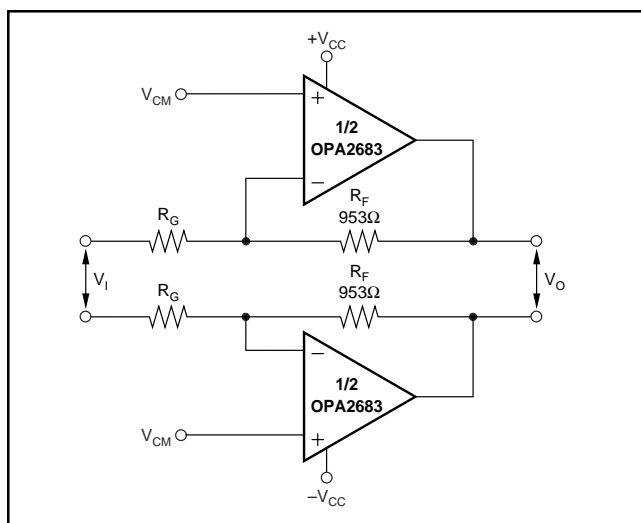 +V_CC
V_CM
+
1/2
OPA2683
−
R_G
R_F
953Ω
V_I
V_O
R_G
R_F
953Ω
−
1/2
OPA2683
V_CM
+
−V_CC